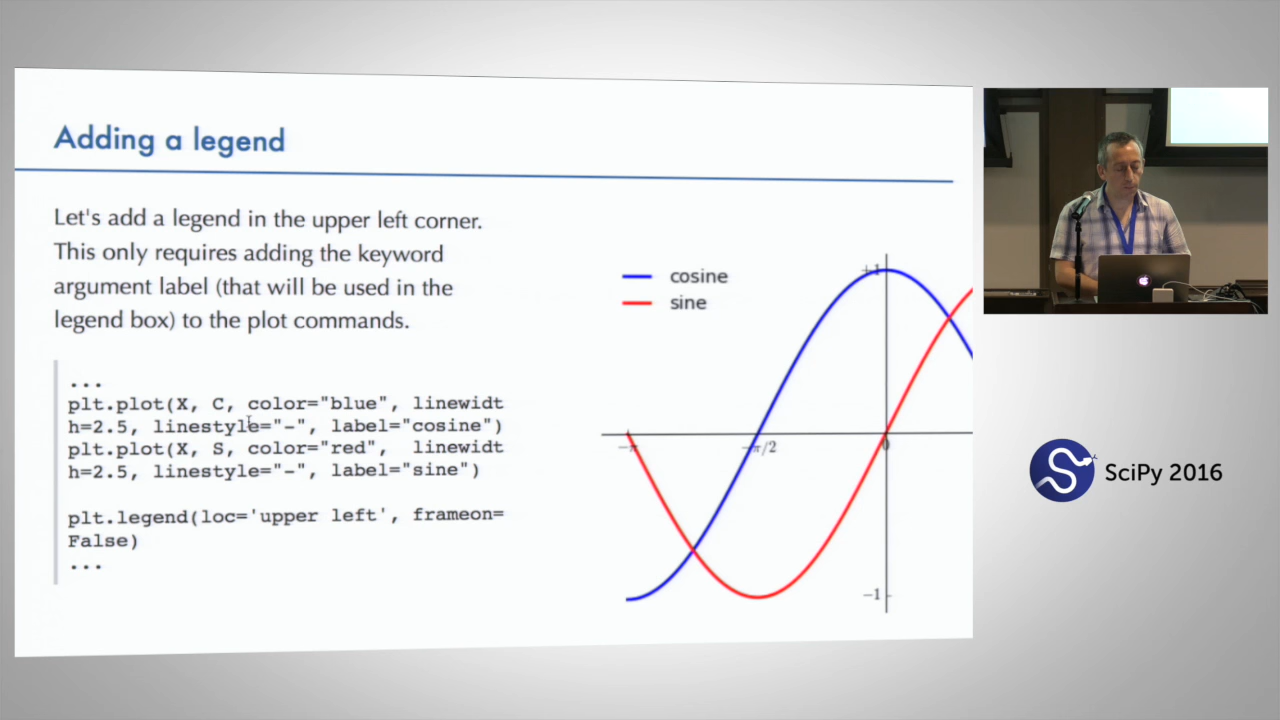 Adding a legend
Let's add a legend in the upper left corner.
This only requires adding the keyword
argument label (that will be used in the
legend box) to the plot commands.
...
plt.plot(X, C, color="blue", linewidt
h=2.5, linestyle="-", label="cosine")
plt.plot(X, S, color="red",  linewidt
h=2.5, linestyle="-", label="sine")
plt.legend(loc='upper left', frameon=
False)
...
cosine
sine
+1
−π
−π/2
0
−1
SciPy 2016